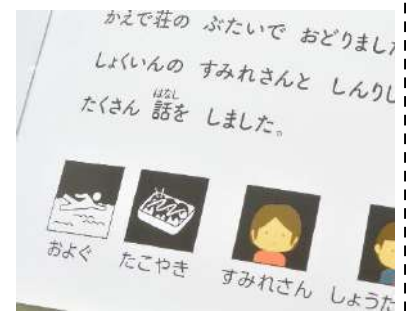 かえで荘の ぶたいで おどりました
しょくいんの すみれさんと しんりし
たくさん 話を しました。
はなし
およぐ たこやき すみれさん しょうた